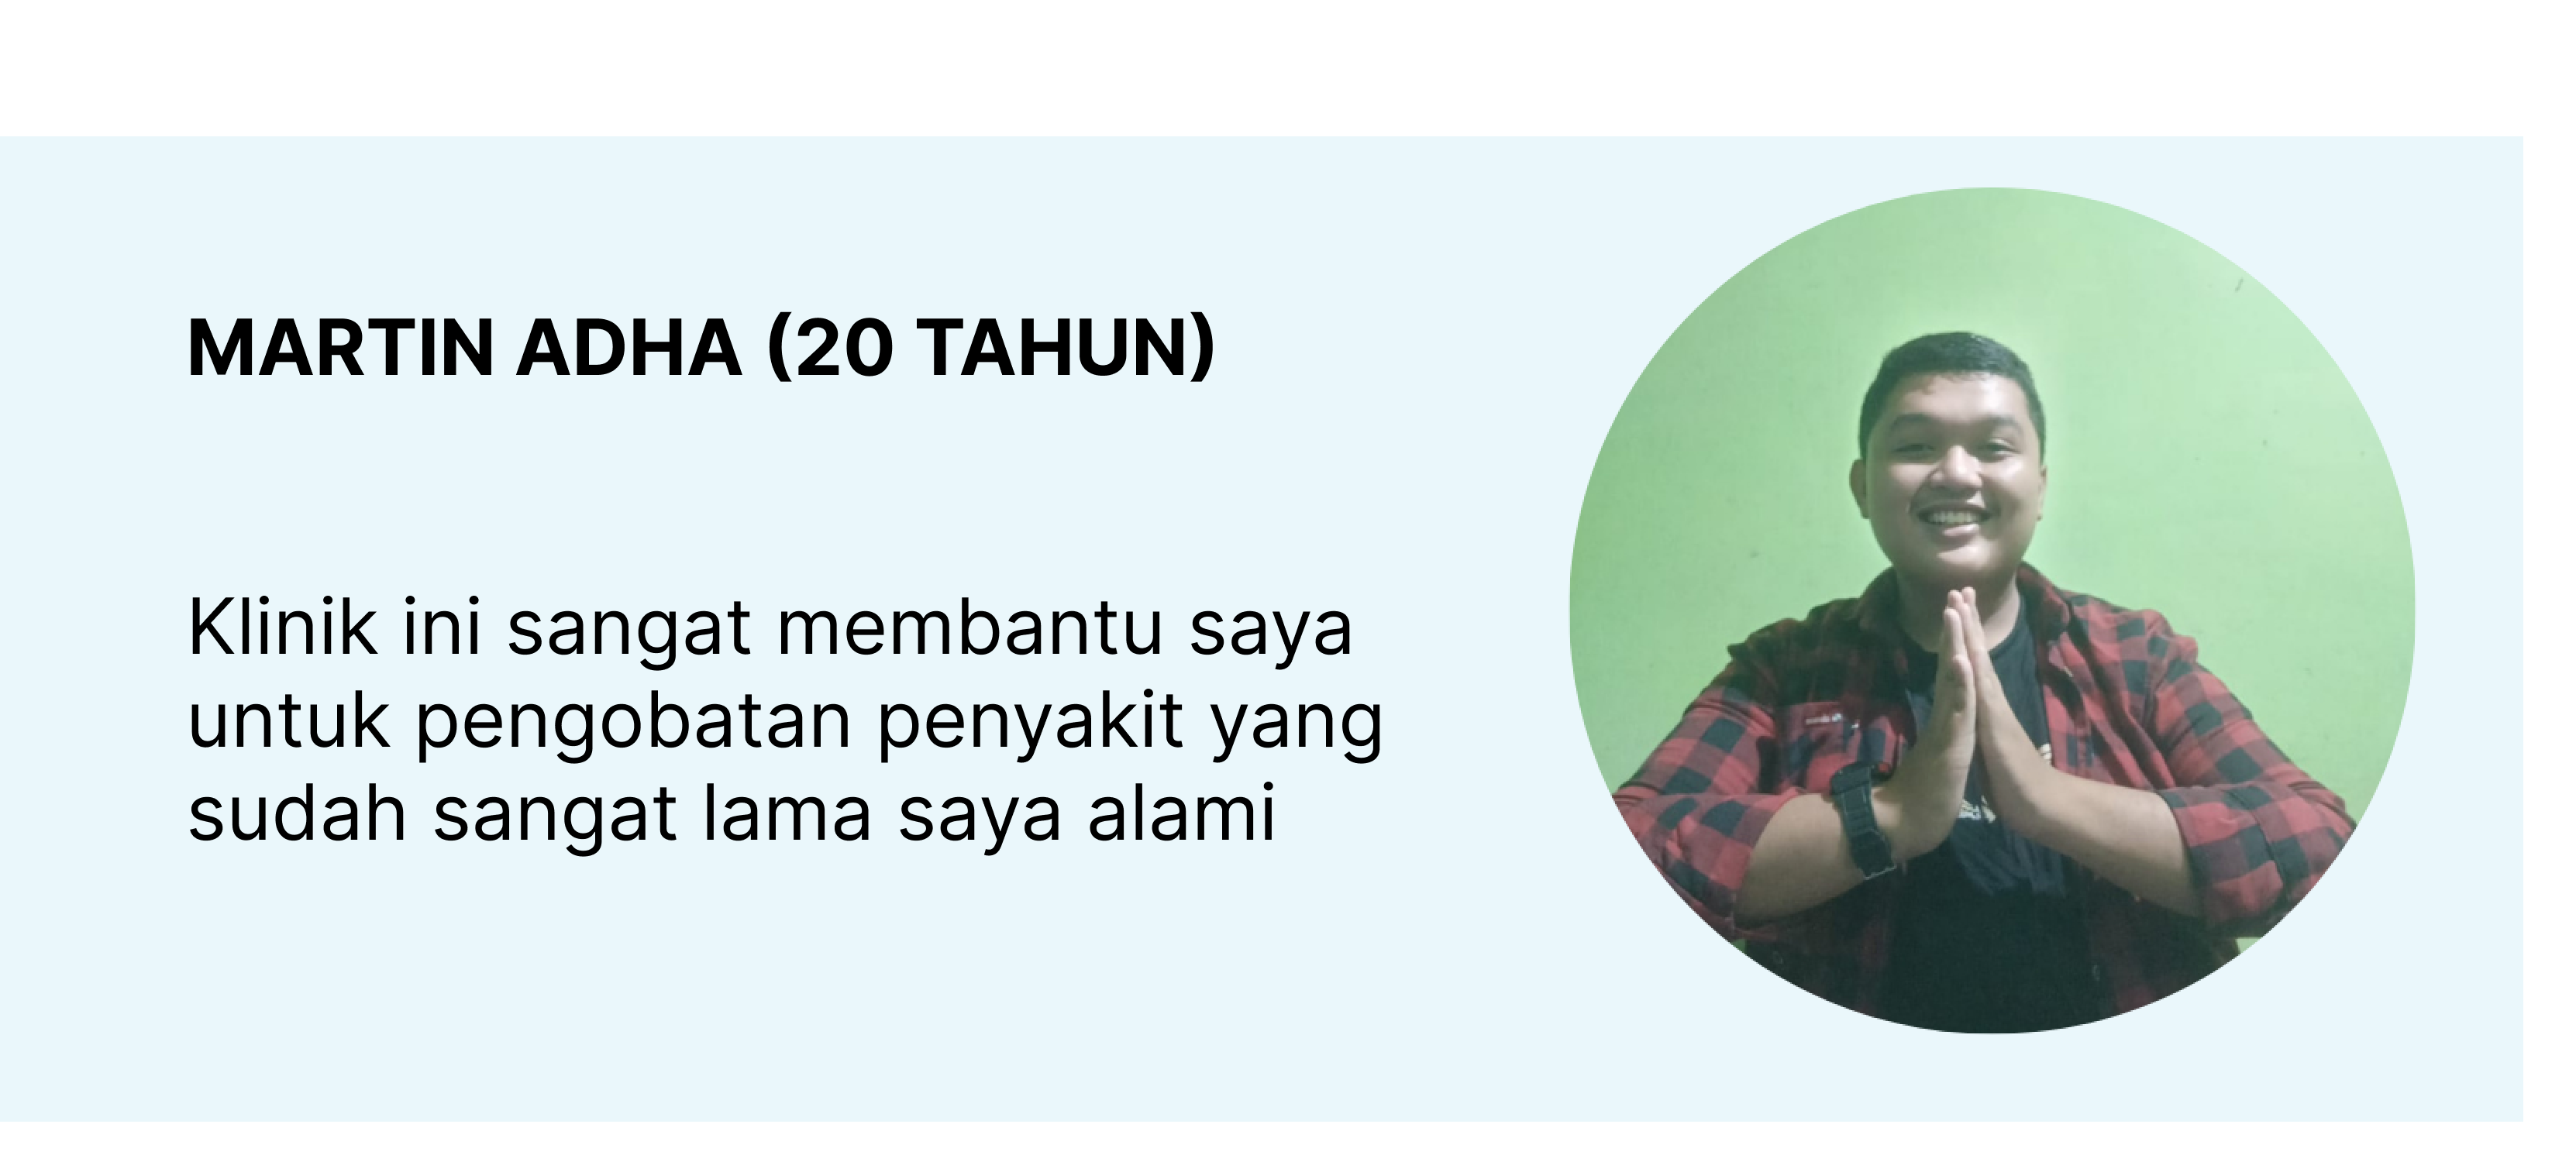 MARTIN ADHA (20 TAHUN)
Klinik ini sangat membantu saya
untuk pengobatan penyakit yang
sudah sangat lama saya alami